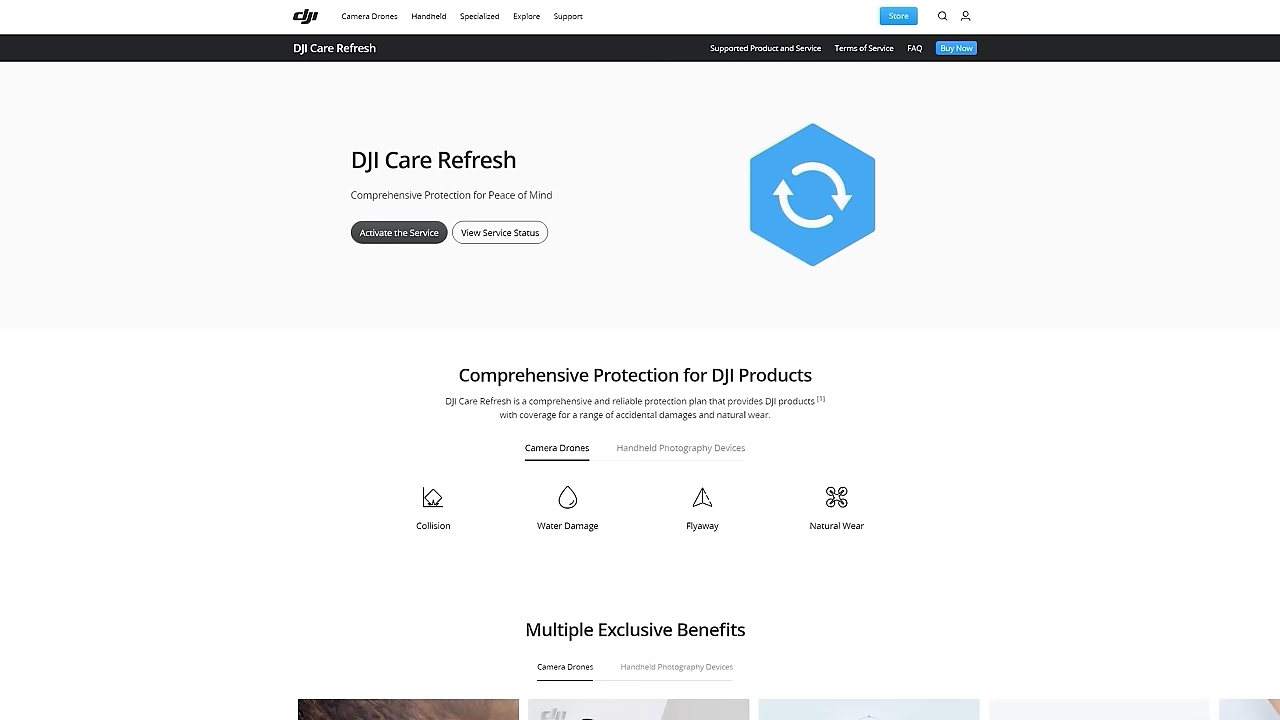 dji
Camera Drones
Handheld
Specialized
Explore
Support
Store
DJI Care Refresh
Supported Product and Service
Terms of Service
FAQ
Buy Now
DJI Care Refresh
Comprehensive Protection for Peace of Mind
Activate the Service
View Service Status
Comprehensive Protection for DJI Products
DJI Care Refresh is a comprehensive and reliable protection plan that provides DJI products [1]
with coverage for a range of accidental damages and natural wear.
Camera Drones
Handheld Photography Devices
Collision
Water Damage
Flyaway
Natural Wear
Multiple Exclusive Benefits
Camera Drones
Handheld Photography Devices
dji